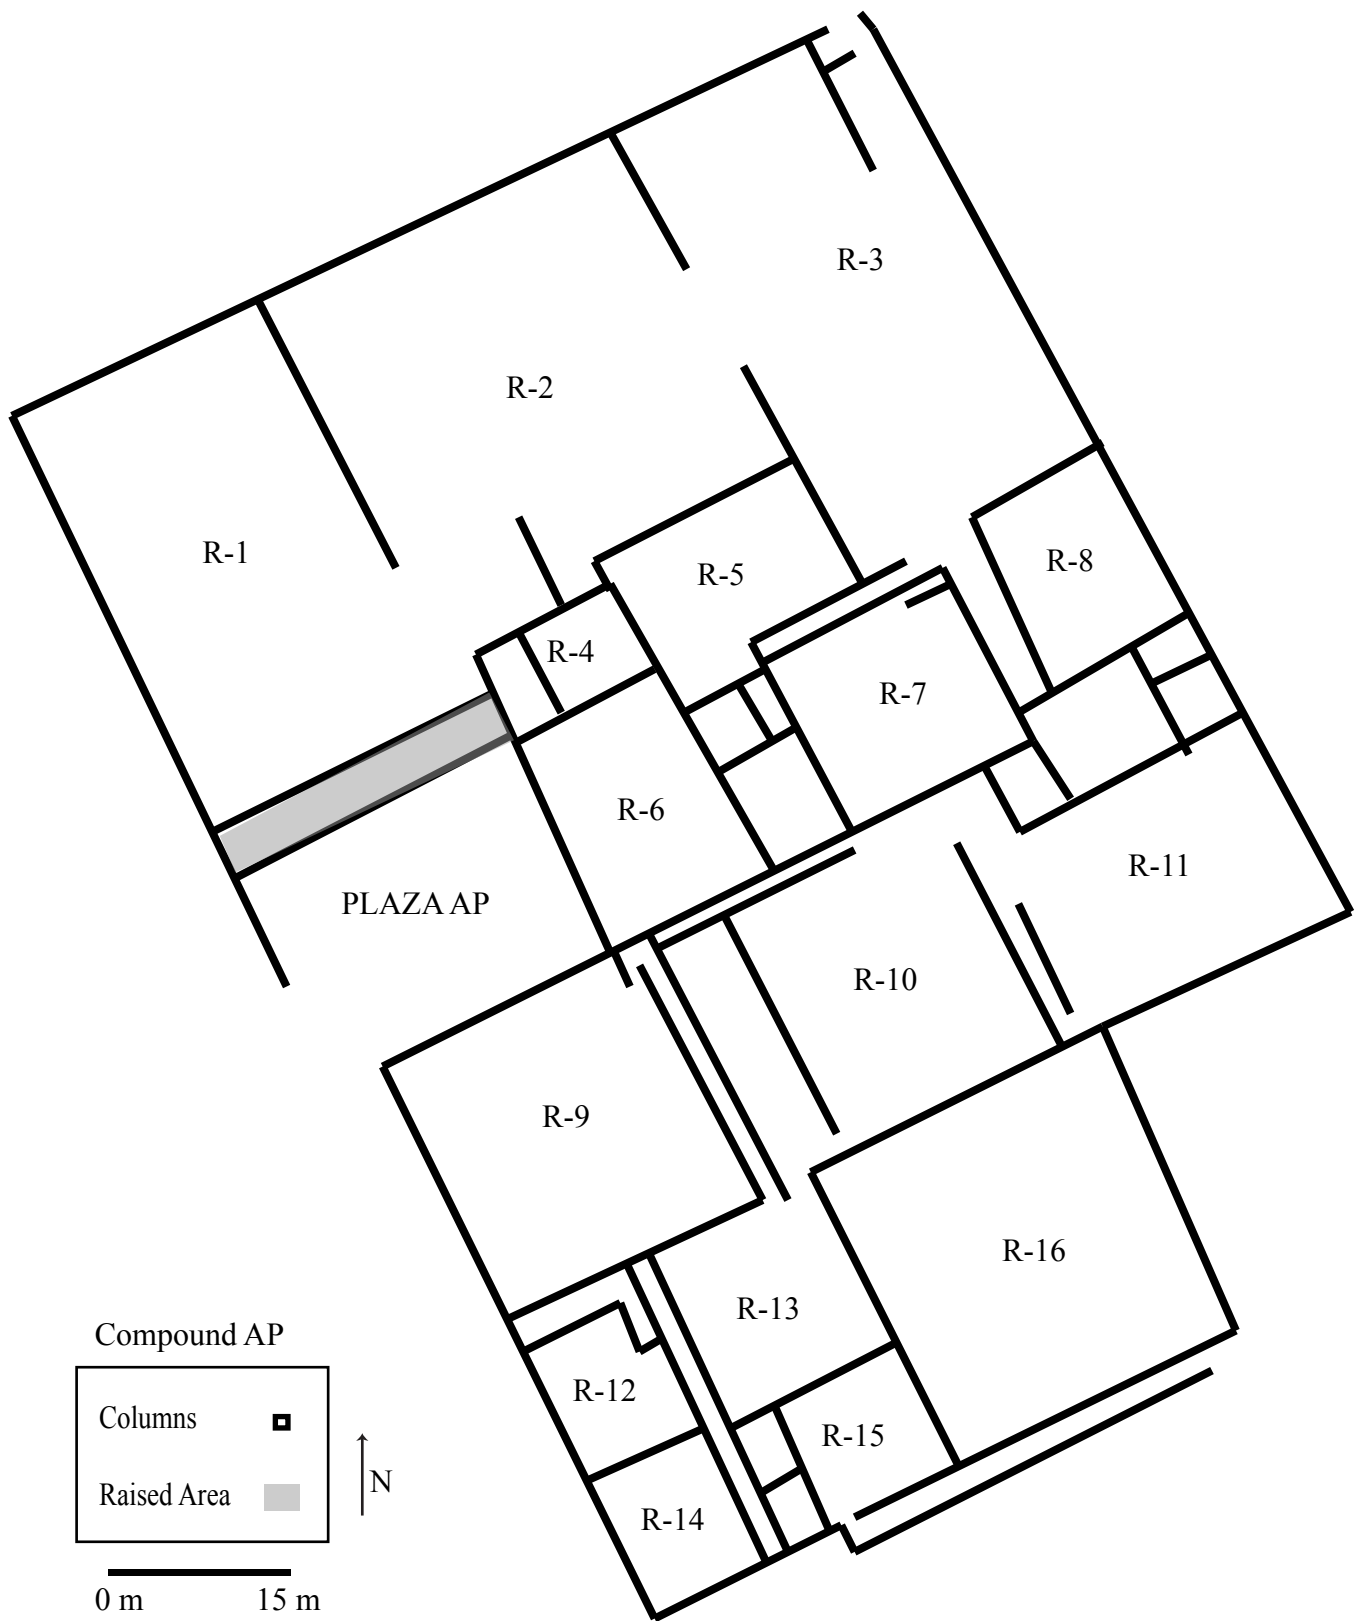 R-3
R-2
R-1
R-5
R-8
R-4
R-7
R-6
R-11
PLAZA AP
R-10
R-9
R-16
R-13
R-12
R-15
R-14
Compound AP
Columns
Raised Area
N
0 m 15 m